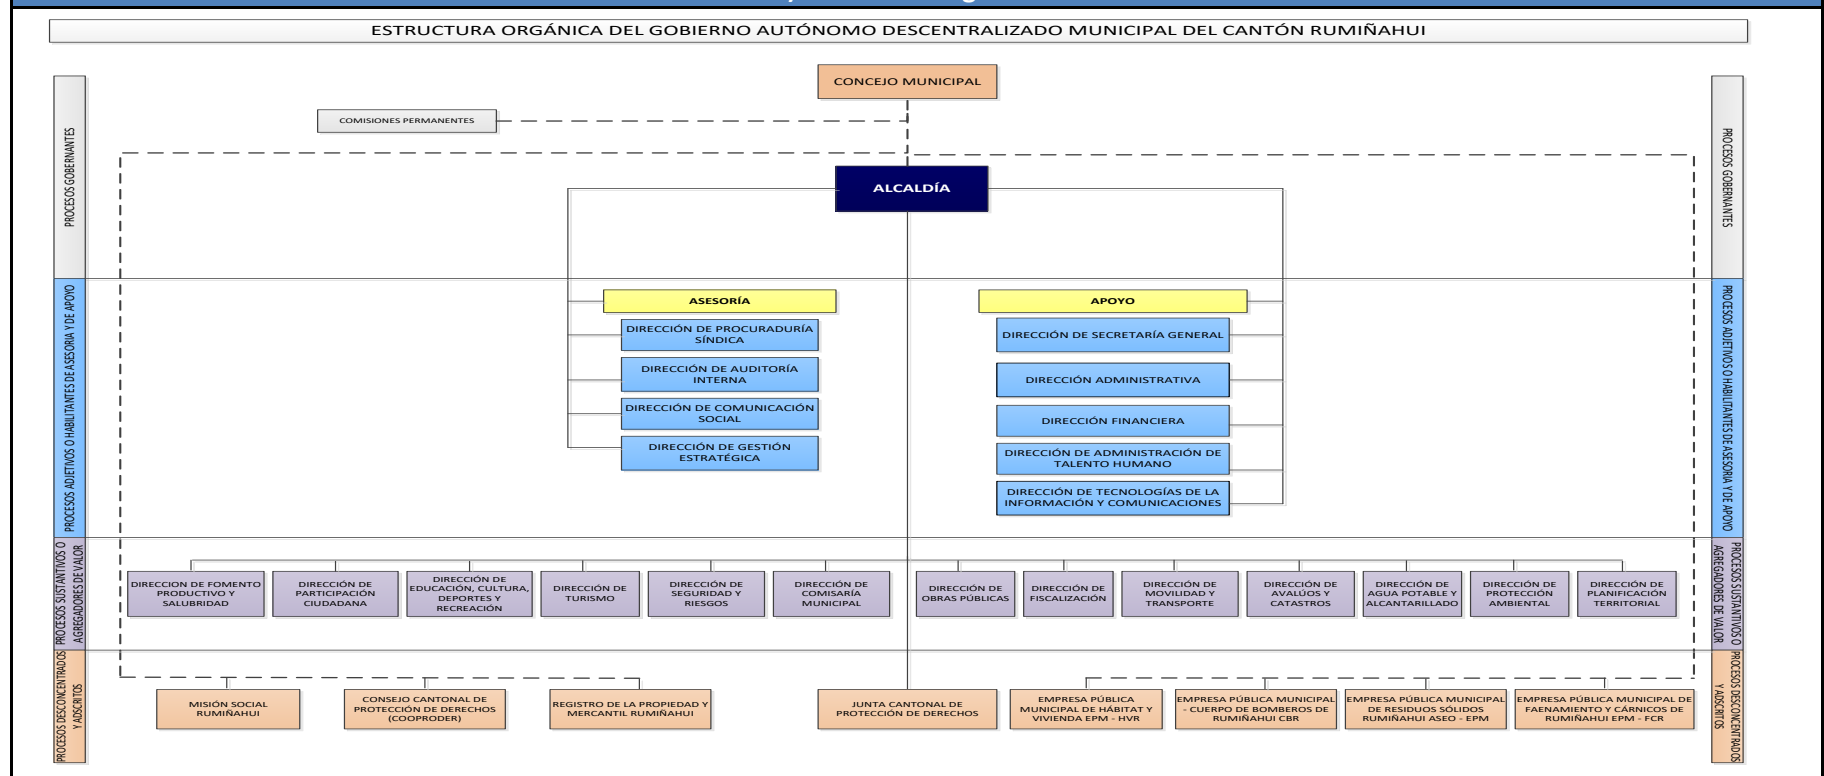 ESTRUCTURA ORGÁNICA DEL GOBIERNO AUTÓNOMO DESCENTRALIZADO MUNICIPAL DEL CANTÓN RUMIÑAHUI
CONCEJO MUNICIPAL
COMISIONES PERMANENTES
ALCALDÍA
PROCESOS GOBERNANTES
PROCESOS GOBERNANTES
PROCESOS ADJETIVOS O HABILITANTES DE ASESORIA Y DE APOYO
ASESORÍA
DIRECCIÓN DE PROCURADURÍA
SÍNDICA
DIRECCIÓN DE AUDITORÍA
INTERNA
DIRECCIÓN DE COMUNICACIÓN
SOCIAL
DIRECCIÓN DE GESTIÓN
ESTRATÉGICA
APOYO
DIRECCIÓN DE SECRETARÍA GENERAL
DIRECCIÓN ADMINISTRATIVA
DIRECCIÓN FINANCIERA
DIRECCIÓN DE ADMINISTRACIÓN DE
TALENTO HUMANO
DIRECCIÓN DE TECNOLOGÍAS DE LA
INFORMACIÓN Y COMUNICACIONES
PROCESOS ADJETIVOS O HABILITANTES DE ASESORIA Y DE APOYO
PROCESOS SUSTANTIVOS O
AGREGADORES DE VALOR
DIRECCION DE FOMENTO
PRODUCTIVO Y
SALUBRIDAD
DIRECCIÓN DE
PARTICIPACIÓN
CIUDADANA
DIRECCIÓN DE
EDUCACIÓN, CULTURA,
DEPORTES Y
RECREACIÓN
DIRECCIÓN DE
TURISMO
DIRECCIÓN DE
SEGURIDAD Y
RIESGOS
DIRECCIÓN DE
COMISARÍA
MUNICIPAL
DIRECCIÓN DE
OBRAS PÚBLICAS
DIRECCIÓN DE
FISCALIZACIÓN
DIRECCIÓN DE
MOVILIDAD Y
TRANSPORTE
DIRECCIÓN DE
AVALÚOS Y
CATASTROS
DIRECCIÓN DE
AGUA POTABLE Y
ALCANTARILLADO
DIRECCIÓN DE
PROTECCIÓN
AMBIENTAL
DIRECCIÓN DE
PLANIFICACIÓN
TERRITORIAL
PROCESOS SUSTANTIVOS O
AGREGADORES DE VALOR
PROCESOS DESCONCENTRADOS
Y ADSCRITOS
MISIÓN SOCIAL
RUMIÑAHUI
CONSEJO CANTONAL DE
PROTECCIÓN DE DERECHOS
(COOPRODER)
REGISTRO DE LA PROPIEDAD Y
MERCANTIL RUMIÑAHUI
JUNTA CANTONAL DE
PROTECCIÓN DE DERECHOS
EMPRESA PÚBLICA
MUNICIPAL DE HÁBITAT Y
VIVIENDA EPM - HVR
EMPRESA PÚBLICA MUNICIPAL
- CUERPO DE BOMBEROS DE
RUMIÑAHUI CBR
EMPRESA PÚBLICA MUNICIPAL
DE RESIDUOS SÓLIDOS
RUMIÑAHUI ASEO - EPM
EMPRESA PÚBLICA MUNICIPAL DE
FAENAMIENTO Y CÁRNICOS DE
RUMIÑAHUI EPM - FCR
PROCESOS DESCONCENTRADOS
Y ADSCRITOS